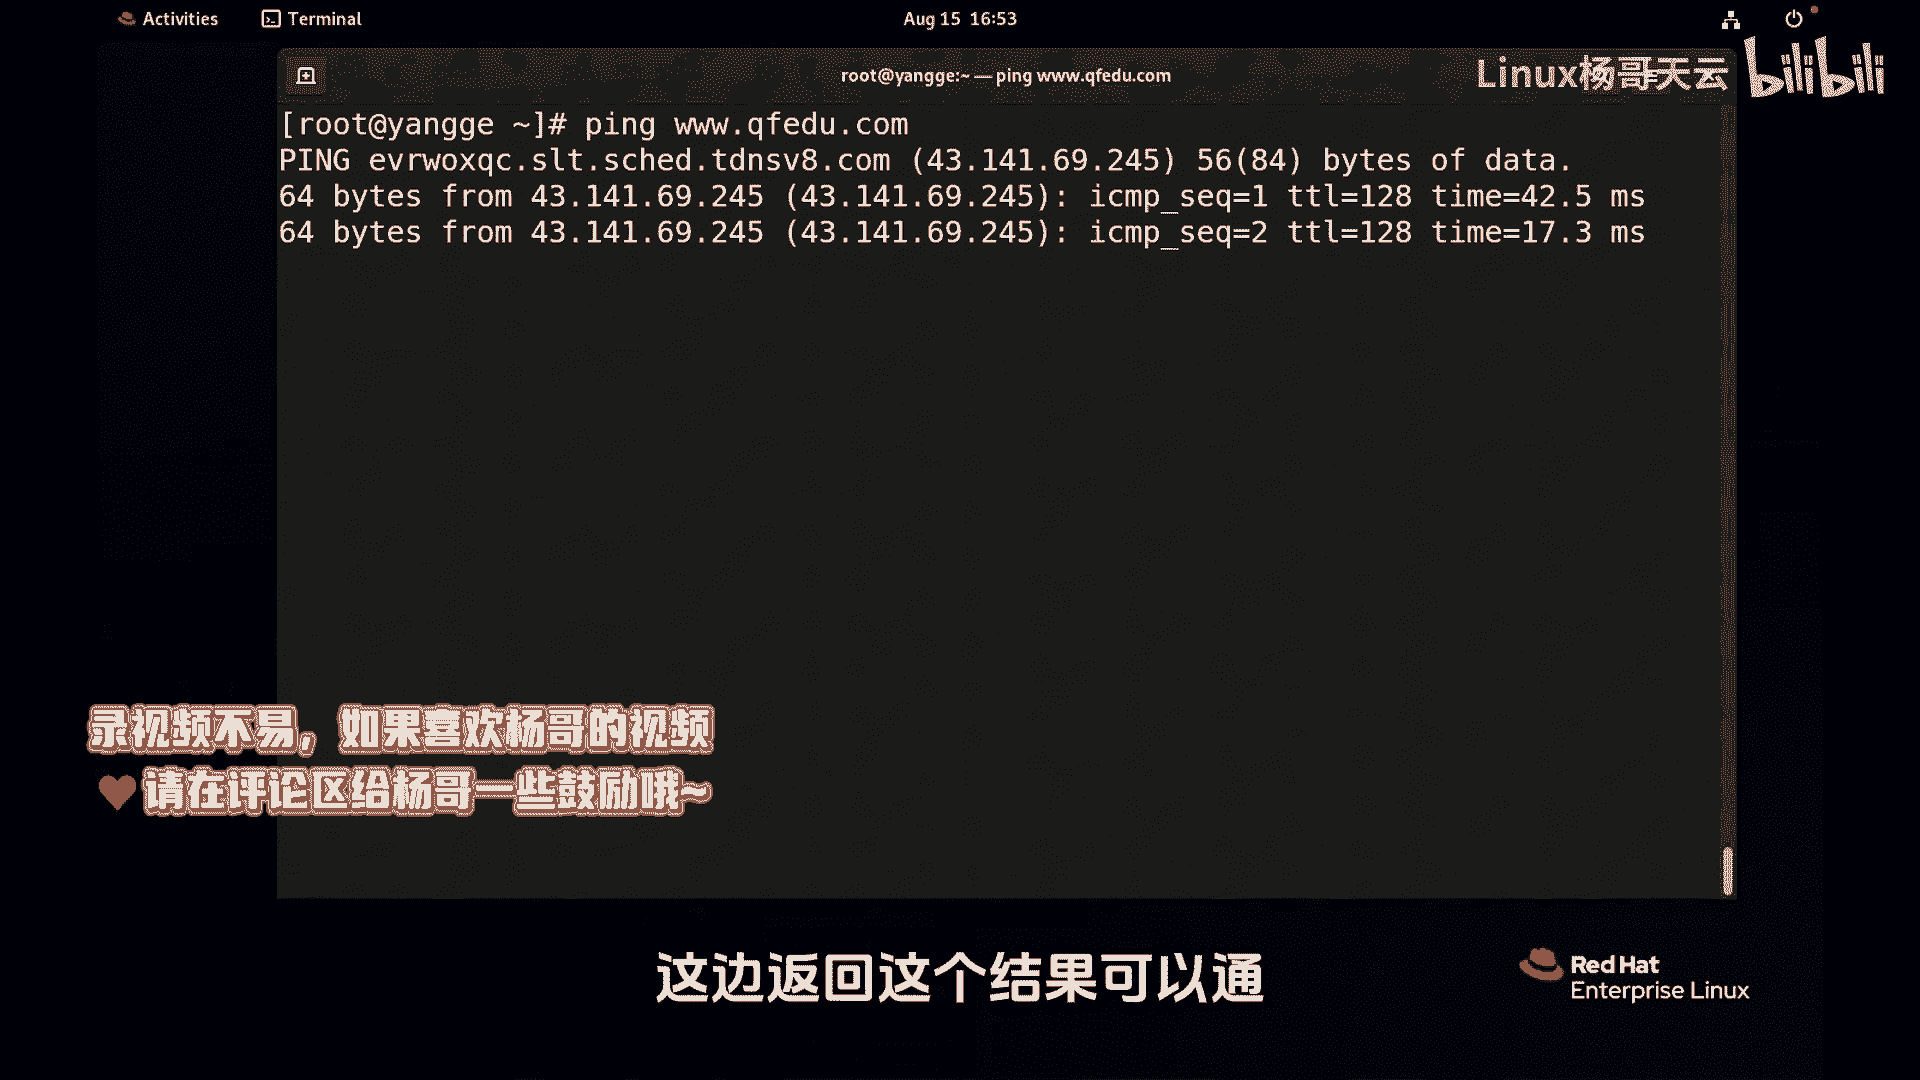 Activities Terminal Aug 15 16:53
root@yangge:~ — ping www.qfedu.com
Linux杨哥天云 bilibili
[root@yangge ~]# ping www.qfedu.com
PING evrwoxqc.slt.sched.tdnsv8.com (43.141.69.245) 56(84) bytes of data.
64 bytes from 43.141.69.245 (43.141.69.245): icmp_seq=1 ttl=128 time=42.5 ms
64 bytes from 43.141.69.245 (43.141.69.245): icmp_seq=2 ttl=128 time=17.3 ms
录视频不易，如果喜欢杨哥的视频
请在评论区给杨哥一些鼓励哦~
这边返回这个结果可以通
Red Hat
Enterprise Linux